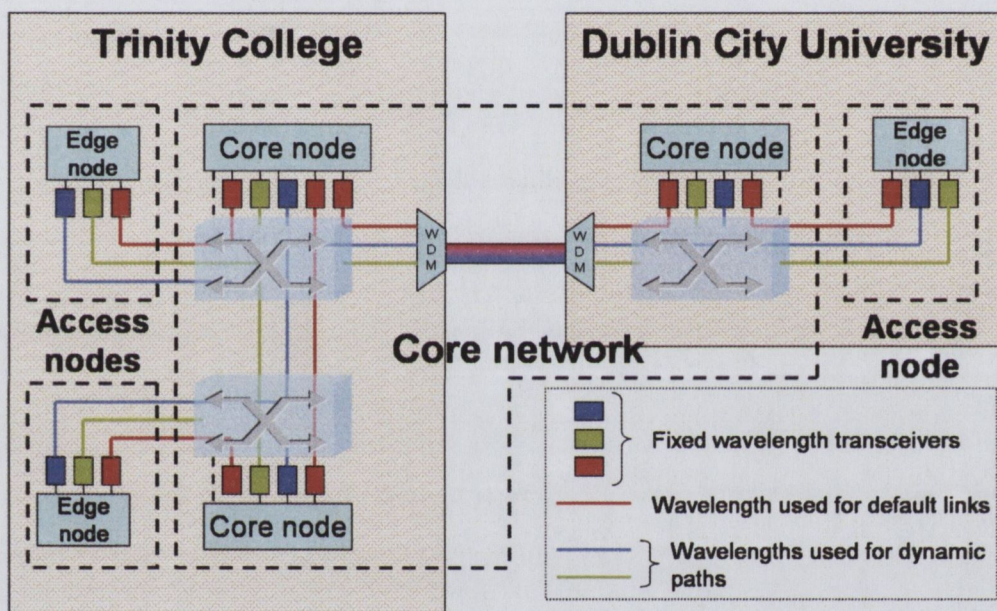 Trinity College
Dublin City University
Edge
node
Core node
Core node
Edge
node
W
D
M
W
D
M
Access
nodes
Core network
Access
node
Edge
node
Core node
Fixed wavelength transceivers
Wavelength used for default links
Wavelengths used for dynamic
paths